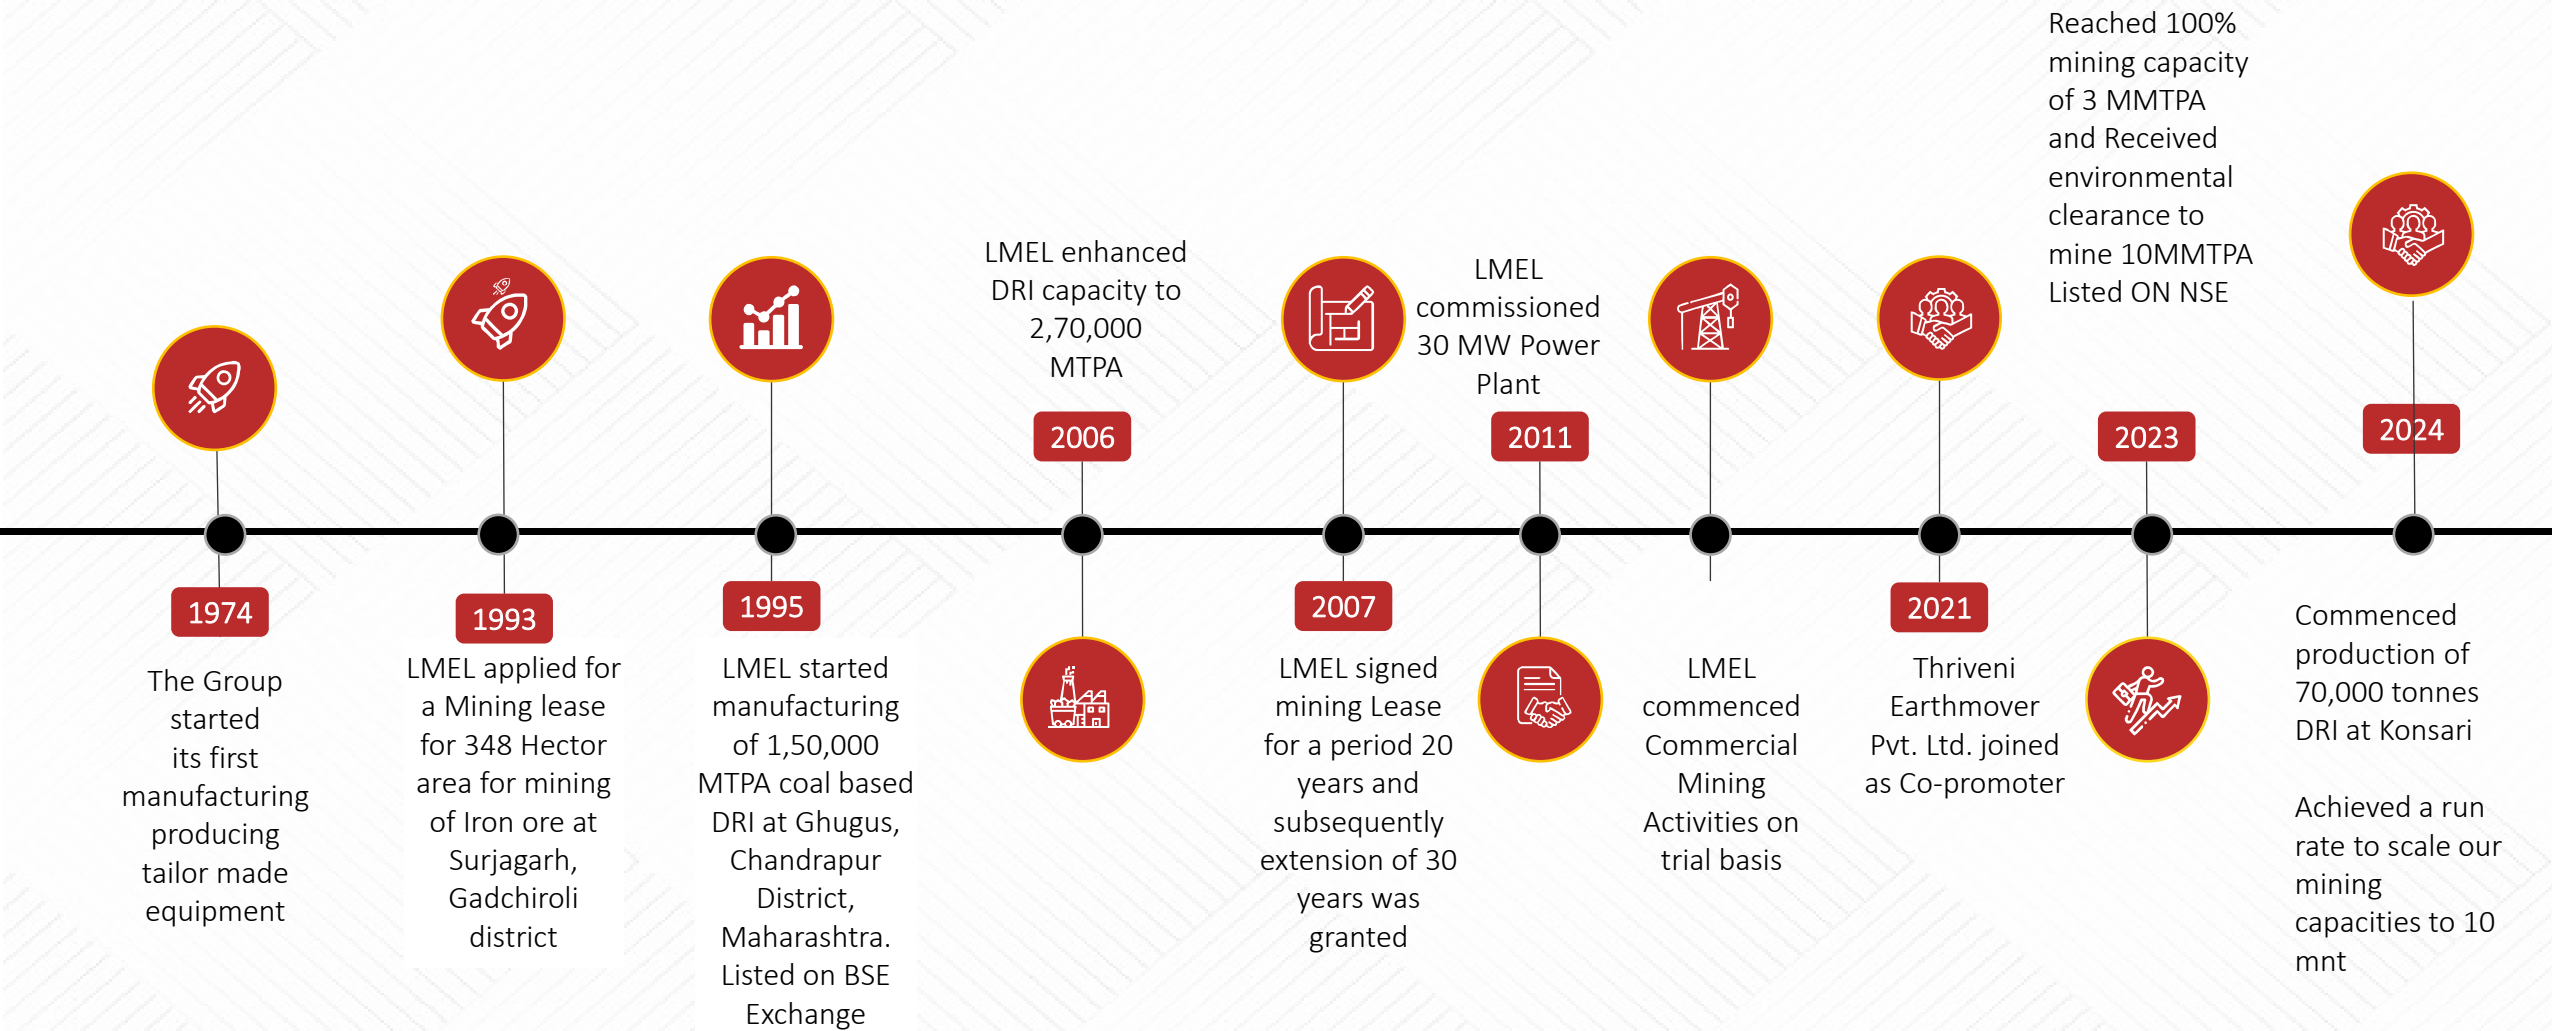 1974
The Group
started
its first
manufacturing
producing
tailor made
equipment
1993
LMEL applied for
a Mining lease
for 348 Hector
area for mining
of Iron ore at
Surjagarh,
Gadchiroli
district
1995
LMEL started
manufacturing
of 1,50,000
MTPA coal based
DRI at Ghugus,
Chandrapur
District,
Maharashtra.
Listed on BSE
Exchange
LMEL enhanced
DRI capacity to
2,70,000
MTPA
2006
2007
LMEL signed
mining Lease
for a period 20
years and
subsequently
extension of 30
years was
granted
LMEL
commissioned
30 MW Power
Plant
2011
LMEL
commenced
Commercial
Mining
Activities on
trial basis
2021
Thriveni
Earthmover
Pvt. Ltd. joined
as Co-promoter
Reached 100%
mining capacity
of 3 MMTPA
and Received
environmental
clearance to
mine 10MMTPA
Listed ON NSE
2023
2024
Commenced
production of
70,000 tonnes
DRI at Konsari
Achieved a run
rate to scale our
mining
capacities to 10
mnt